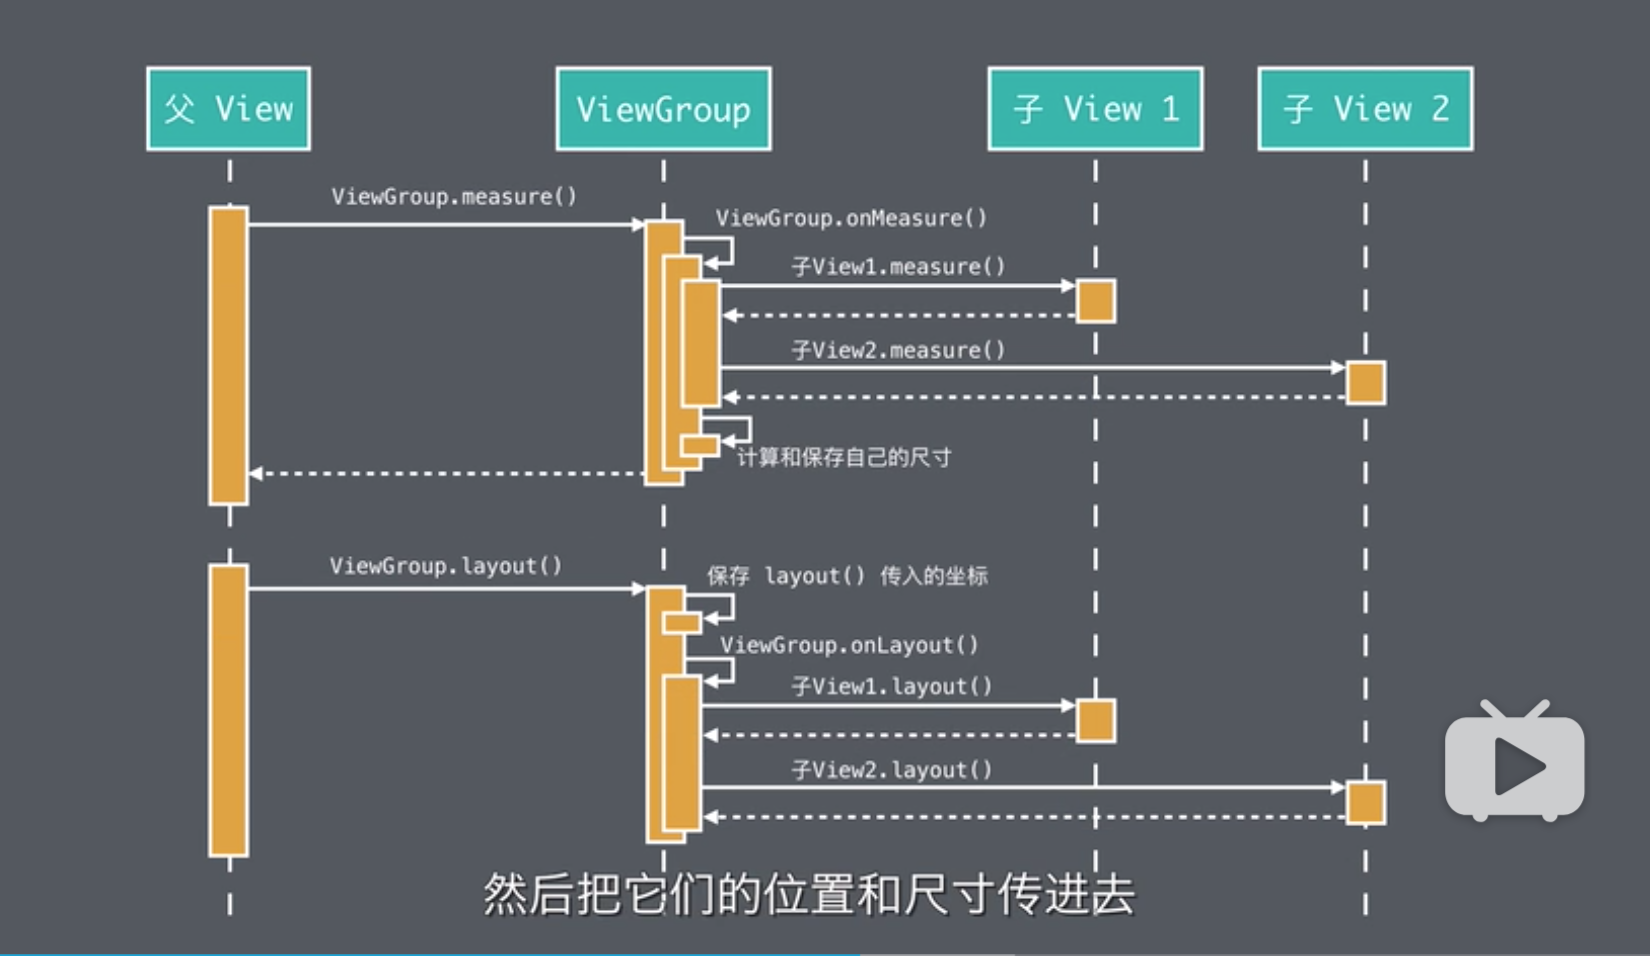 父 View
ViewGroup
子 View 1
子 View 2
ViewGroup.measure()
ViewGroup.onMeasure()
子View1.measure()
子View2.measure()
计算和保存自己的尺寸
ViewGroup.layout()
保存 layout() 传入的坐标
ViewGroup.onLayout()
子View1.layout()
子View2.layout()
然后把它们的位置和尺寸传进去